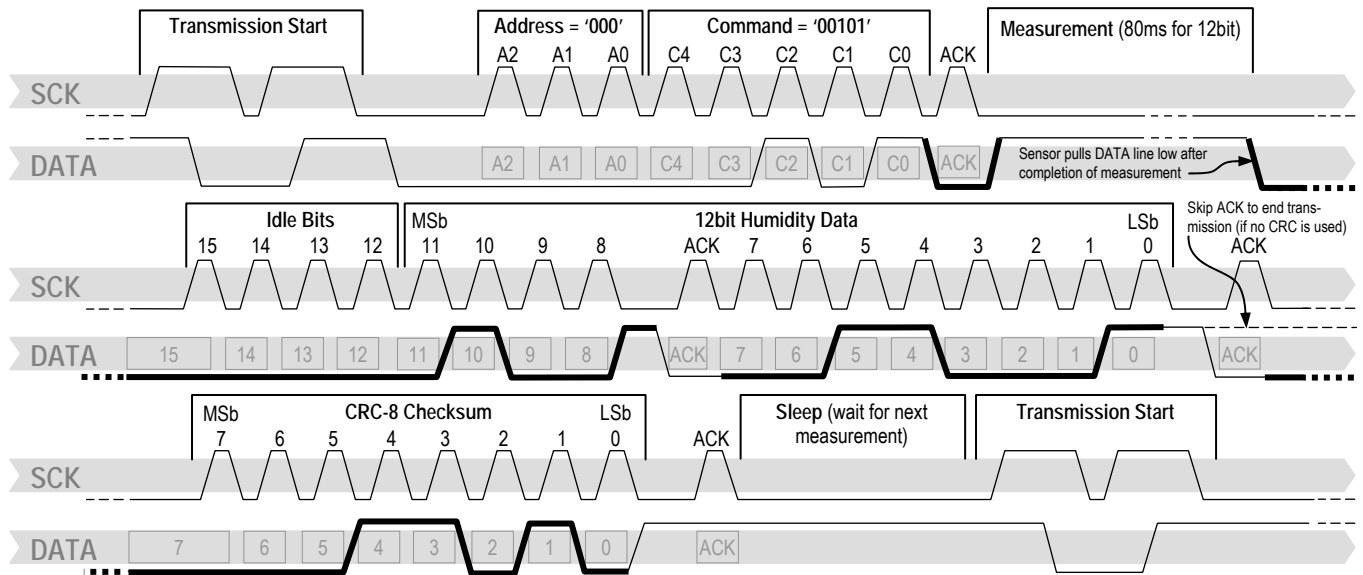 Transmission Start
Address = ‘000’
Command = ‘00101’
Measurement (80ms for 12bit)
A2 A1 A0 C4 C3 C2 C1 C0 ACK
SCK
DATA
A2 A1 A0 C4 C3 C2 C1 C0 ACK
Sensor pulls DATA line low after
completion of measurement
Idle Bits
MSb
12bit Humidity Data
LSb
Skip ACK to end trans-
mission (if no CRC is used)
15 14 13 12 11 10 9 8 ACK 7 6 5 4 3 2 1 0 ACK
SCK
DATA
15 14 13 12 11 10 9 8 ACK 7 6 5 4 3 2 1 0 ACK
MSb
CRC-8 Checksum
LSb
Sleep (wait for next
measurement)
Transmission Start
7 6 5 4 3 2 1 0 ACK
SCK
DATA
7 6 5 4 3 2 1 0 ACK